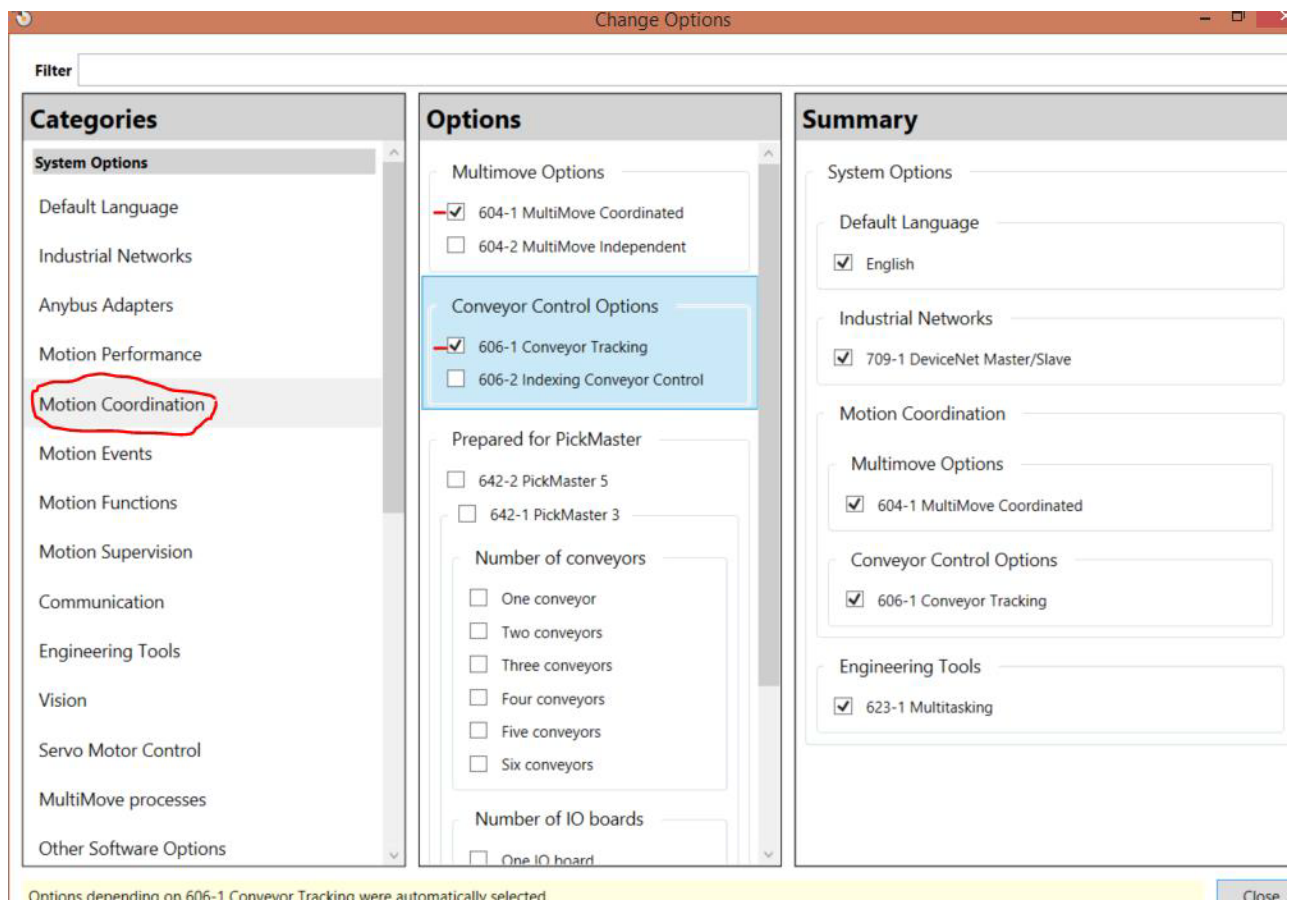 Change Options
Filter
Categories
System Options
Default Language
Industrial Networks
Anybus Adapters
Motion Performance
Motion Coordination
Motion Events
Motion Functions
Motion Supervision
Communication
Engineering Tools
Vision
Servo Motor Control
MultiMove processes
Other Software Options
Options
Multimove Options
604-1 MultiMove Coordinated
604-2 MultiMove Independent
Conveyor Control Options
606-1 Conveyor Tracking
606-2 Indexing Conveyor Control
Prepared for PickMaster
642-2 PickMaster 5
642-1 PickMaster 3
Number of conveyors
One conveyor
Two conveyors
Three conveyors
Four conveyors
Five conveyors
Six conveyors
Number of IO boards
One IO board
Summary
System Options
Default Language
English
Industrial Networks
709-1 DeviceNet Master/Slave
Motion Coordination
Multimove Options
604-1 MultiMove Coordinated
Conveyor Control Options
606-1 Conveyor Tracking
Engineering Tools
623-1 Multitasking
Options depending on 606-1 Conveyor Tracking were automatically selected
Close